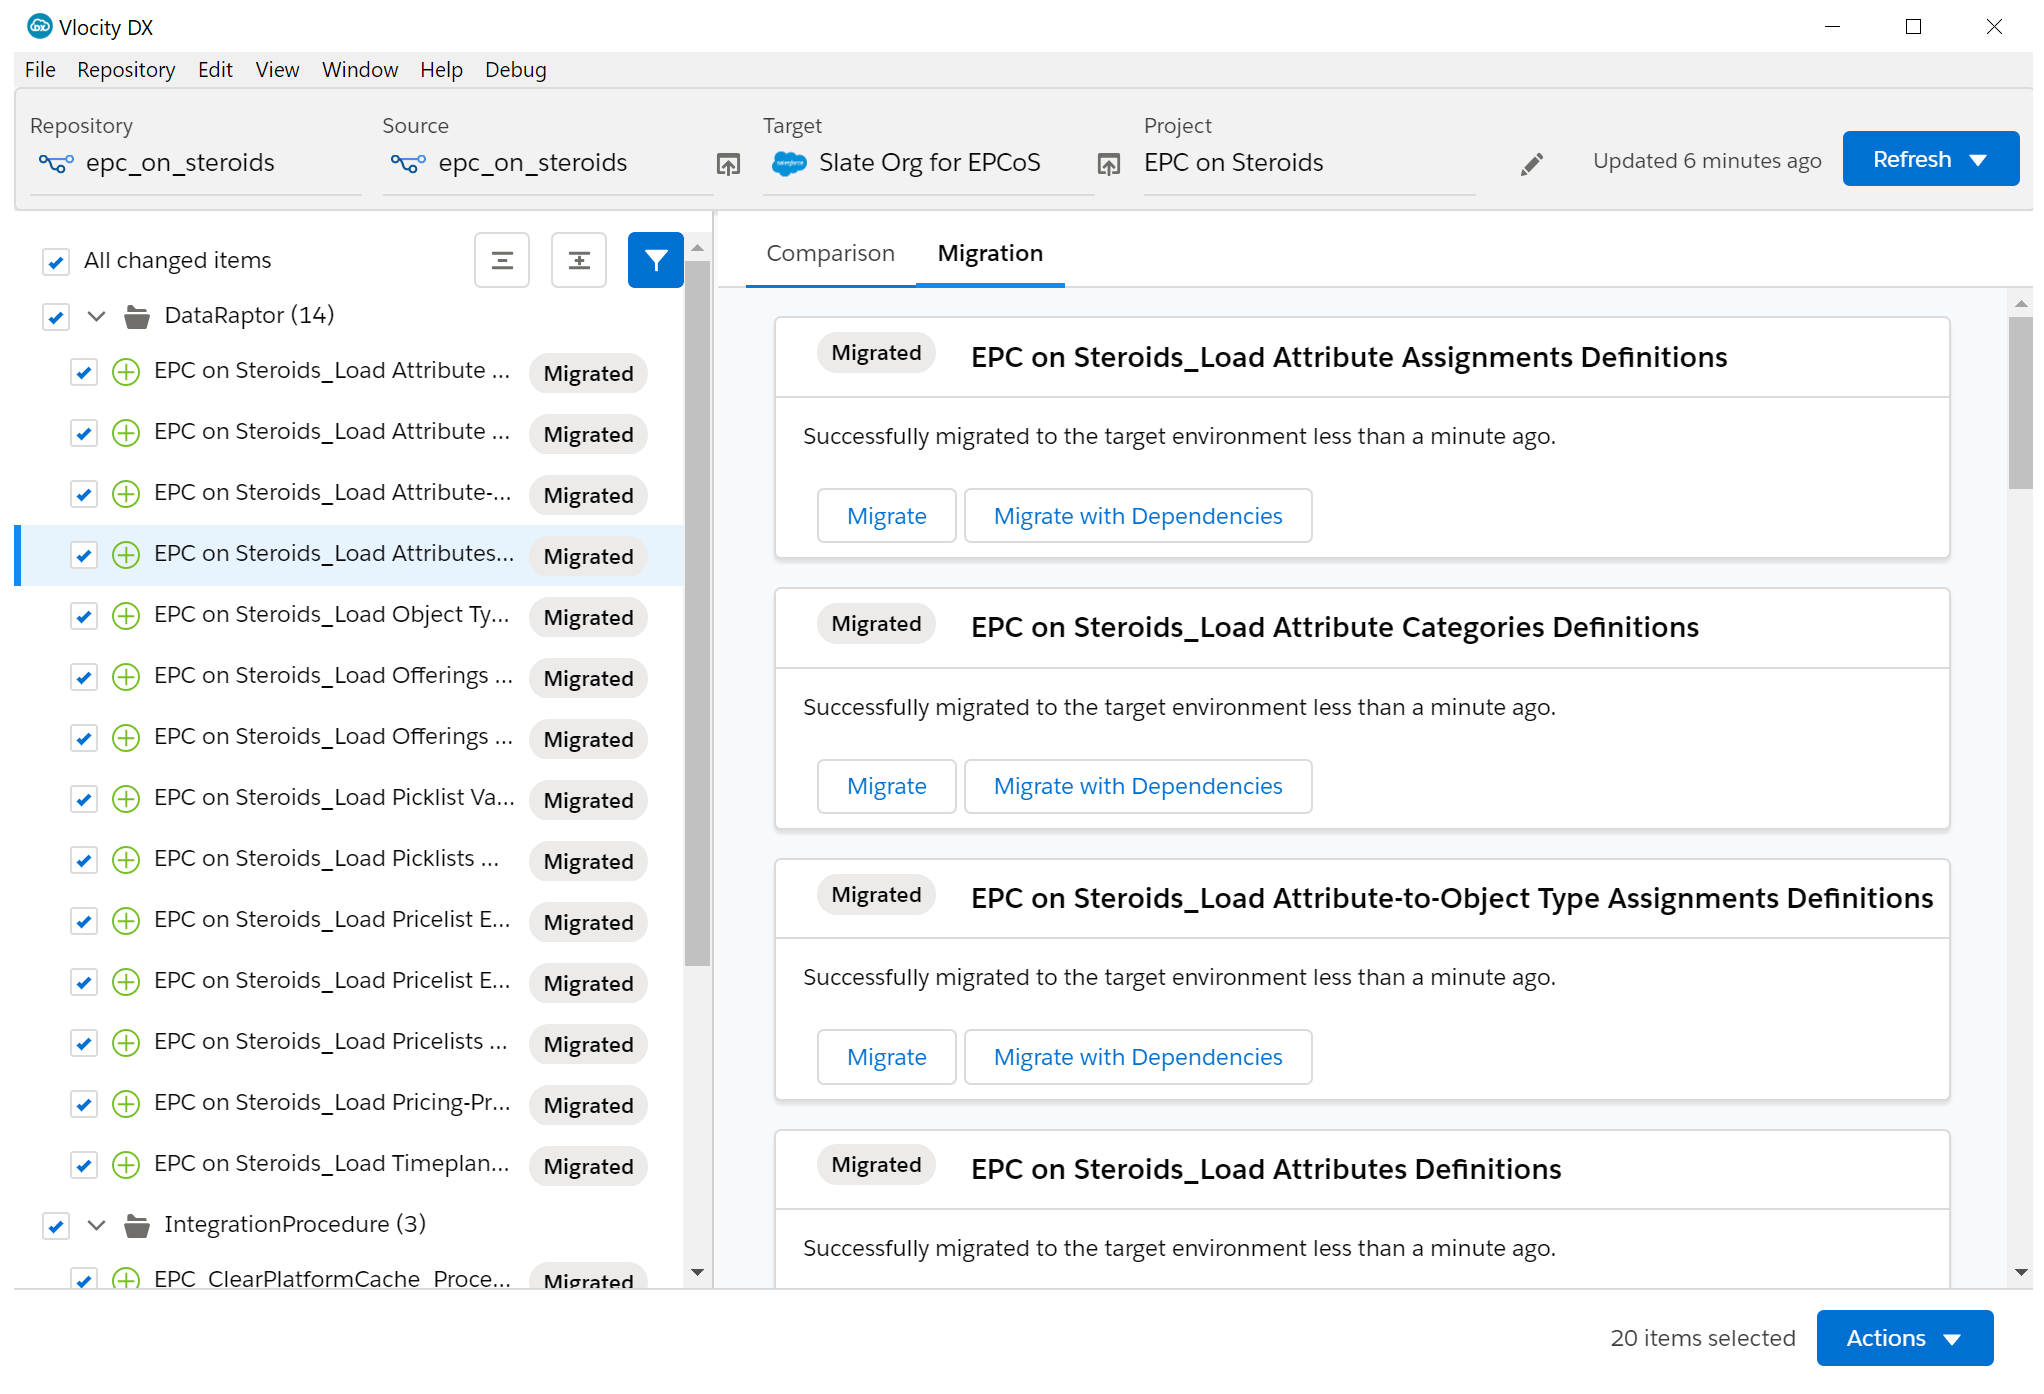 Vlocity DX
File Repository Edit View Window Help Debug
Repository
epc_on_steroids
Source
epc_on_steroids
Target
Slate Org for EPCoS
Project
EPC on Steroids
Updated 6 minutes ago
Refresh
All changed items
DataRaptor (14)
EPC on Steroids_Load Attribute ... Migrated
EPC on Steroids_Load Attribute ... Migrated
EPC on Steroids_Load Attribute-... Migrated
EPC on Steroids_Load Attributes... Migrated
EPC on Steroids_Load Object Ty... Migrated
EPC on Steroids_Load Offerings ... Migrated
EPC on Steroids_Load Offerings ... Migrated
EPC on Steroids_Load Picklist Va... Migrated
EPC on Steroids_Load Picklists ... Migrated
EPC on Steroids_Load Pricelist E... Migrated
EPC on Steroids_Load Pricelist E... Migrated
EPC on Steroids_Load Pricelists ... Migrated
EPC on Steroids_Load Pricing-Pr... Migrated
EPC on Steroids_Load Timeplan... Migrated
IntegrationProcedure (3)
EPC_ClearPlatformCache_Proce... Migrated
Comparison Migration
Migrated EPC on Steroids_Load Attribute Assignments Definitions
Successfully migrated to the target environment less than a minute ago.
Migrate Migrate with Dependencies
Migrated EPC on Steroids_Load Attribute Categories Definitions
Successfully migrated to the target environment less than a minute ago.
Migrate Migrate with Dependencies
Migrated EPC on Steroids_Load Attribute-to-Object Type Assignments Definitions
Successfully migrated to the target environment less than a minute ago.
Migrate Migrate with Dependencies
Migrated EPC on Steroids_Load Attributes Definitions
Successfully migrated to the target environment less than a minute ago.
20 items selected
Actions